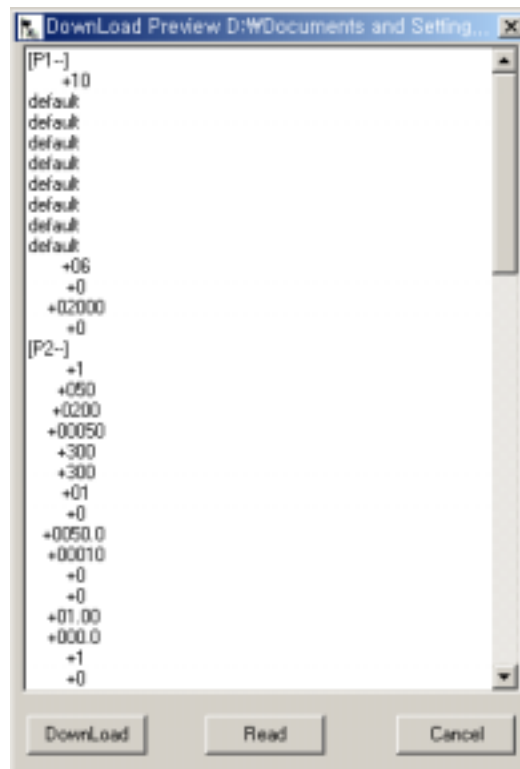 DownLoad Preview D:₩Documents and Setting...
[P1--]
+10
default
default
default
default
default
default
default
default
+06
+0
+02000
+0
[P2--]
+1
+050
+0200
+00050
+300
+300
+01
+0
+0050.0
+00010
+0
+0
+01.00
+000.0
+1
+0
DownLoad
Read
Cancel